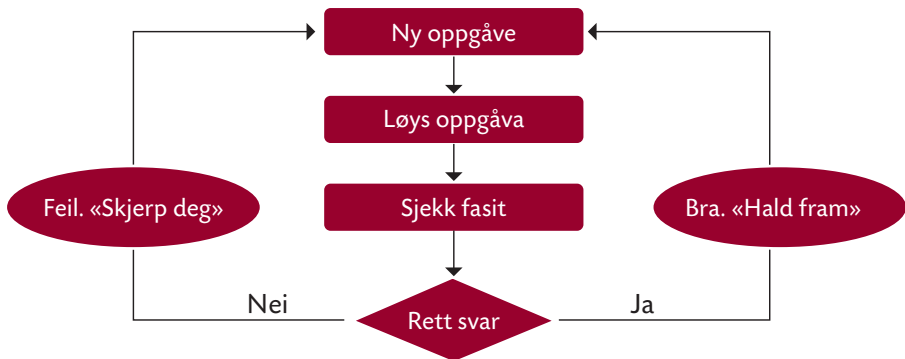 Ny oppgåve
Løys oppgåva
Feil. «Skjerp deg»
Sjekk fasit
Bra. «Hald fram»
Nei
Rett svar
Ja